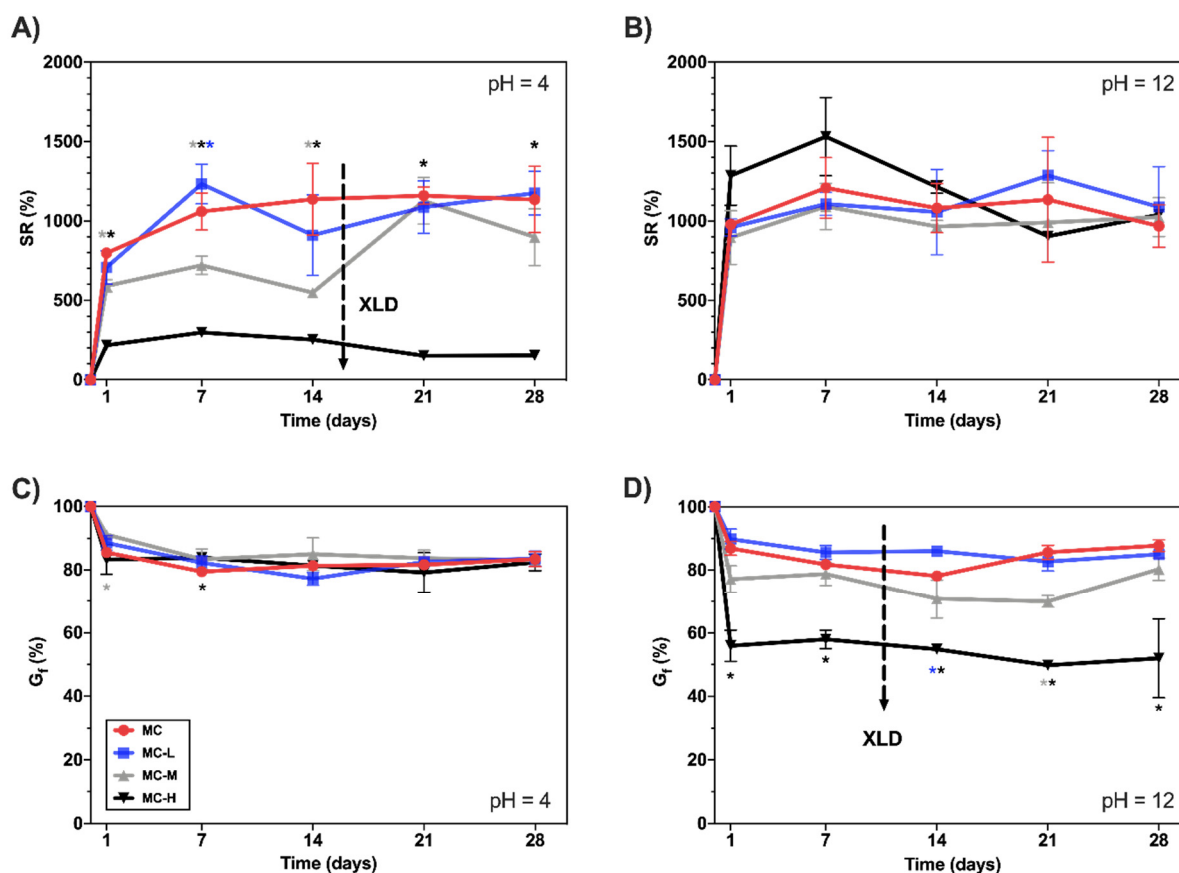 A)
pH = 4
SR (%)
2000
1500
1000
500
0
** 
***
**
*
*
XLD
1
7
14
21
28
Time (days)
B)
pH = 12
SR (%)
2000
1500
1000
500
0
1
7
14
21
28
Time (days)
C)
Gf (%)
100
80
60
40
20
0
*
*
MC
MC-L
MC-M
MC-H
pH = 4
1
7
14
21
28
Time (days)
D)
Gf (%)
100
80
60
40
20
0
*
*
**
**
*
XLD
pH = 12
1
7
14
21
28
Time (days)